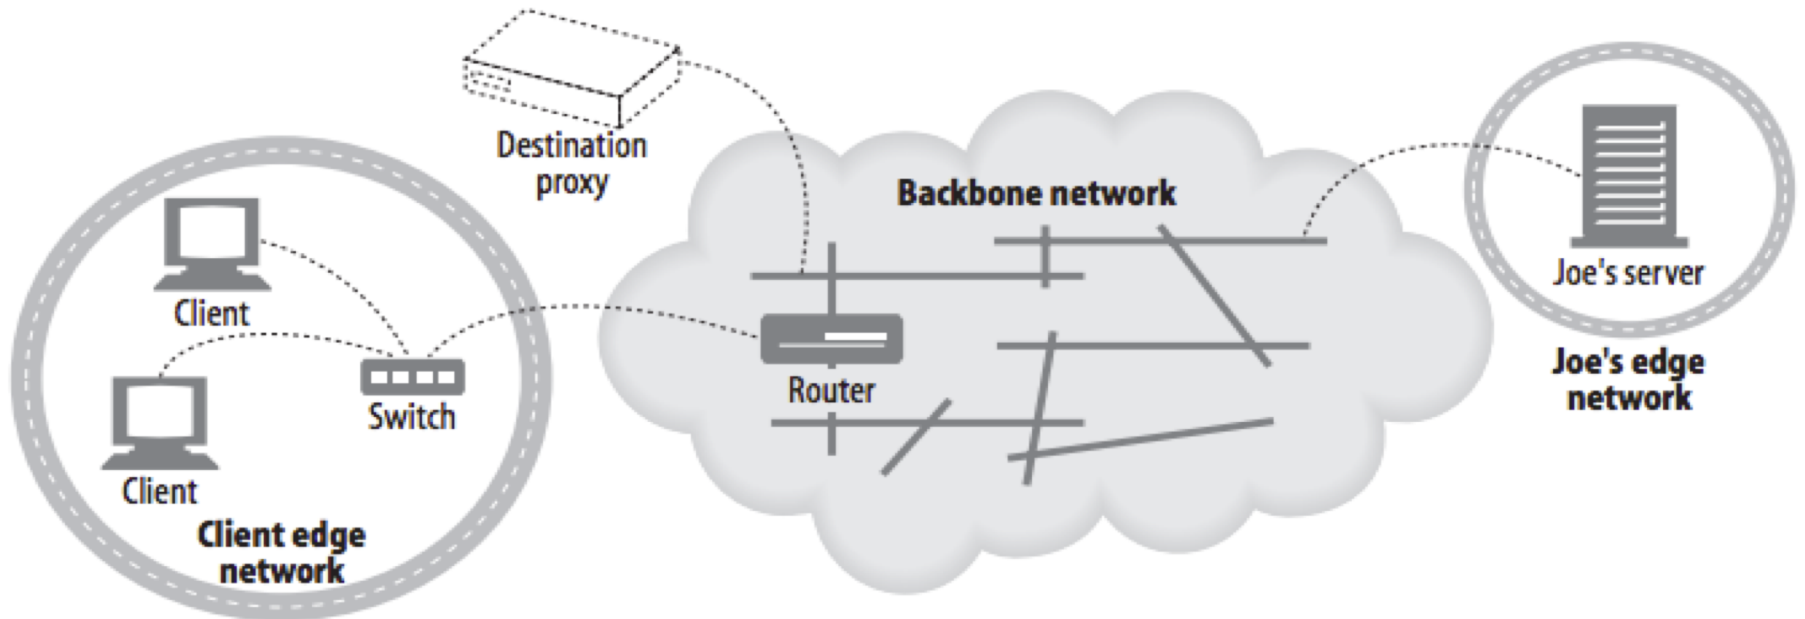 Destination
proxy
Backbone network
Client
Client
Switch
Client edge
network
Router
Joe's server
Joe's edge
network